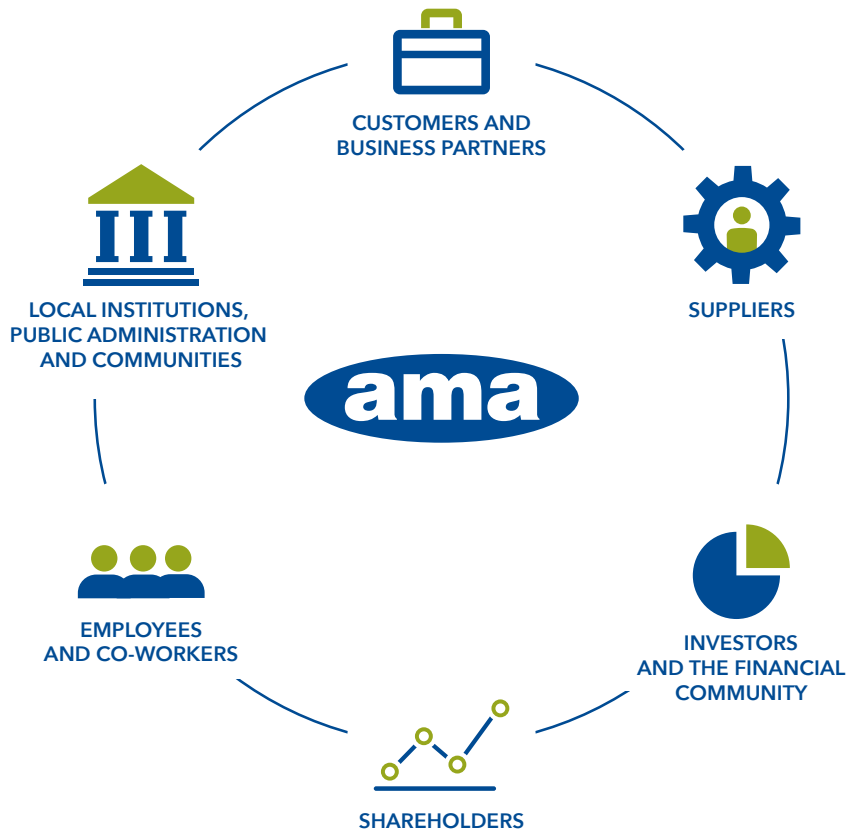 CUSTOMERS AND
BUSINESS PARTNERS
SUPPLIERS
LOCAL INSTITUTIONS,
PUBLIC ADMINISTRATION
AND COMMUNITIES
ama
EMPLOYEES
AND CO-WORKERS
INVESTORS
AND THE FINANCIAL
COMMUNITY
SHAREHOLDERS